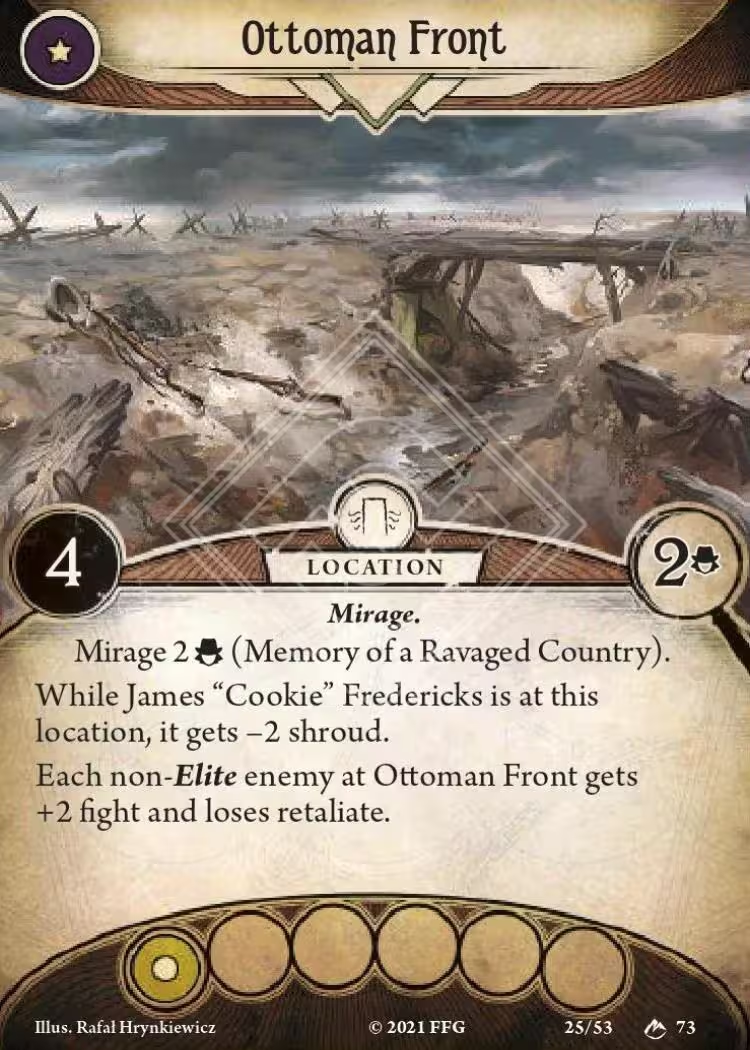 Ottoman Front
4
LOCATION
2
Mirage.
Mirage 2 (Memory of a Ravaged Country).
While James “Cookie” Fredericks is at this
location, it gets –2 shroud.
Each non-Elite enemy at Ottoman Front gets
+2 fight and loses retaliate.
Illus. Rafał Hrynkiewicz © 2021 FFG 25/53 73